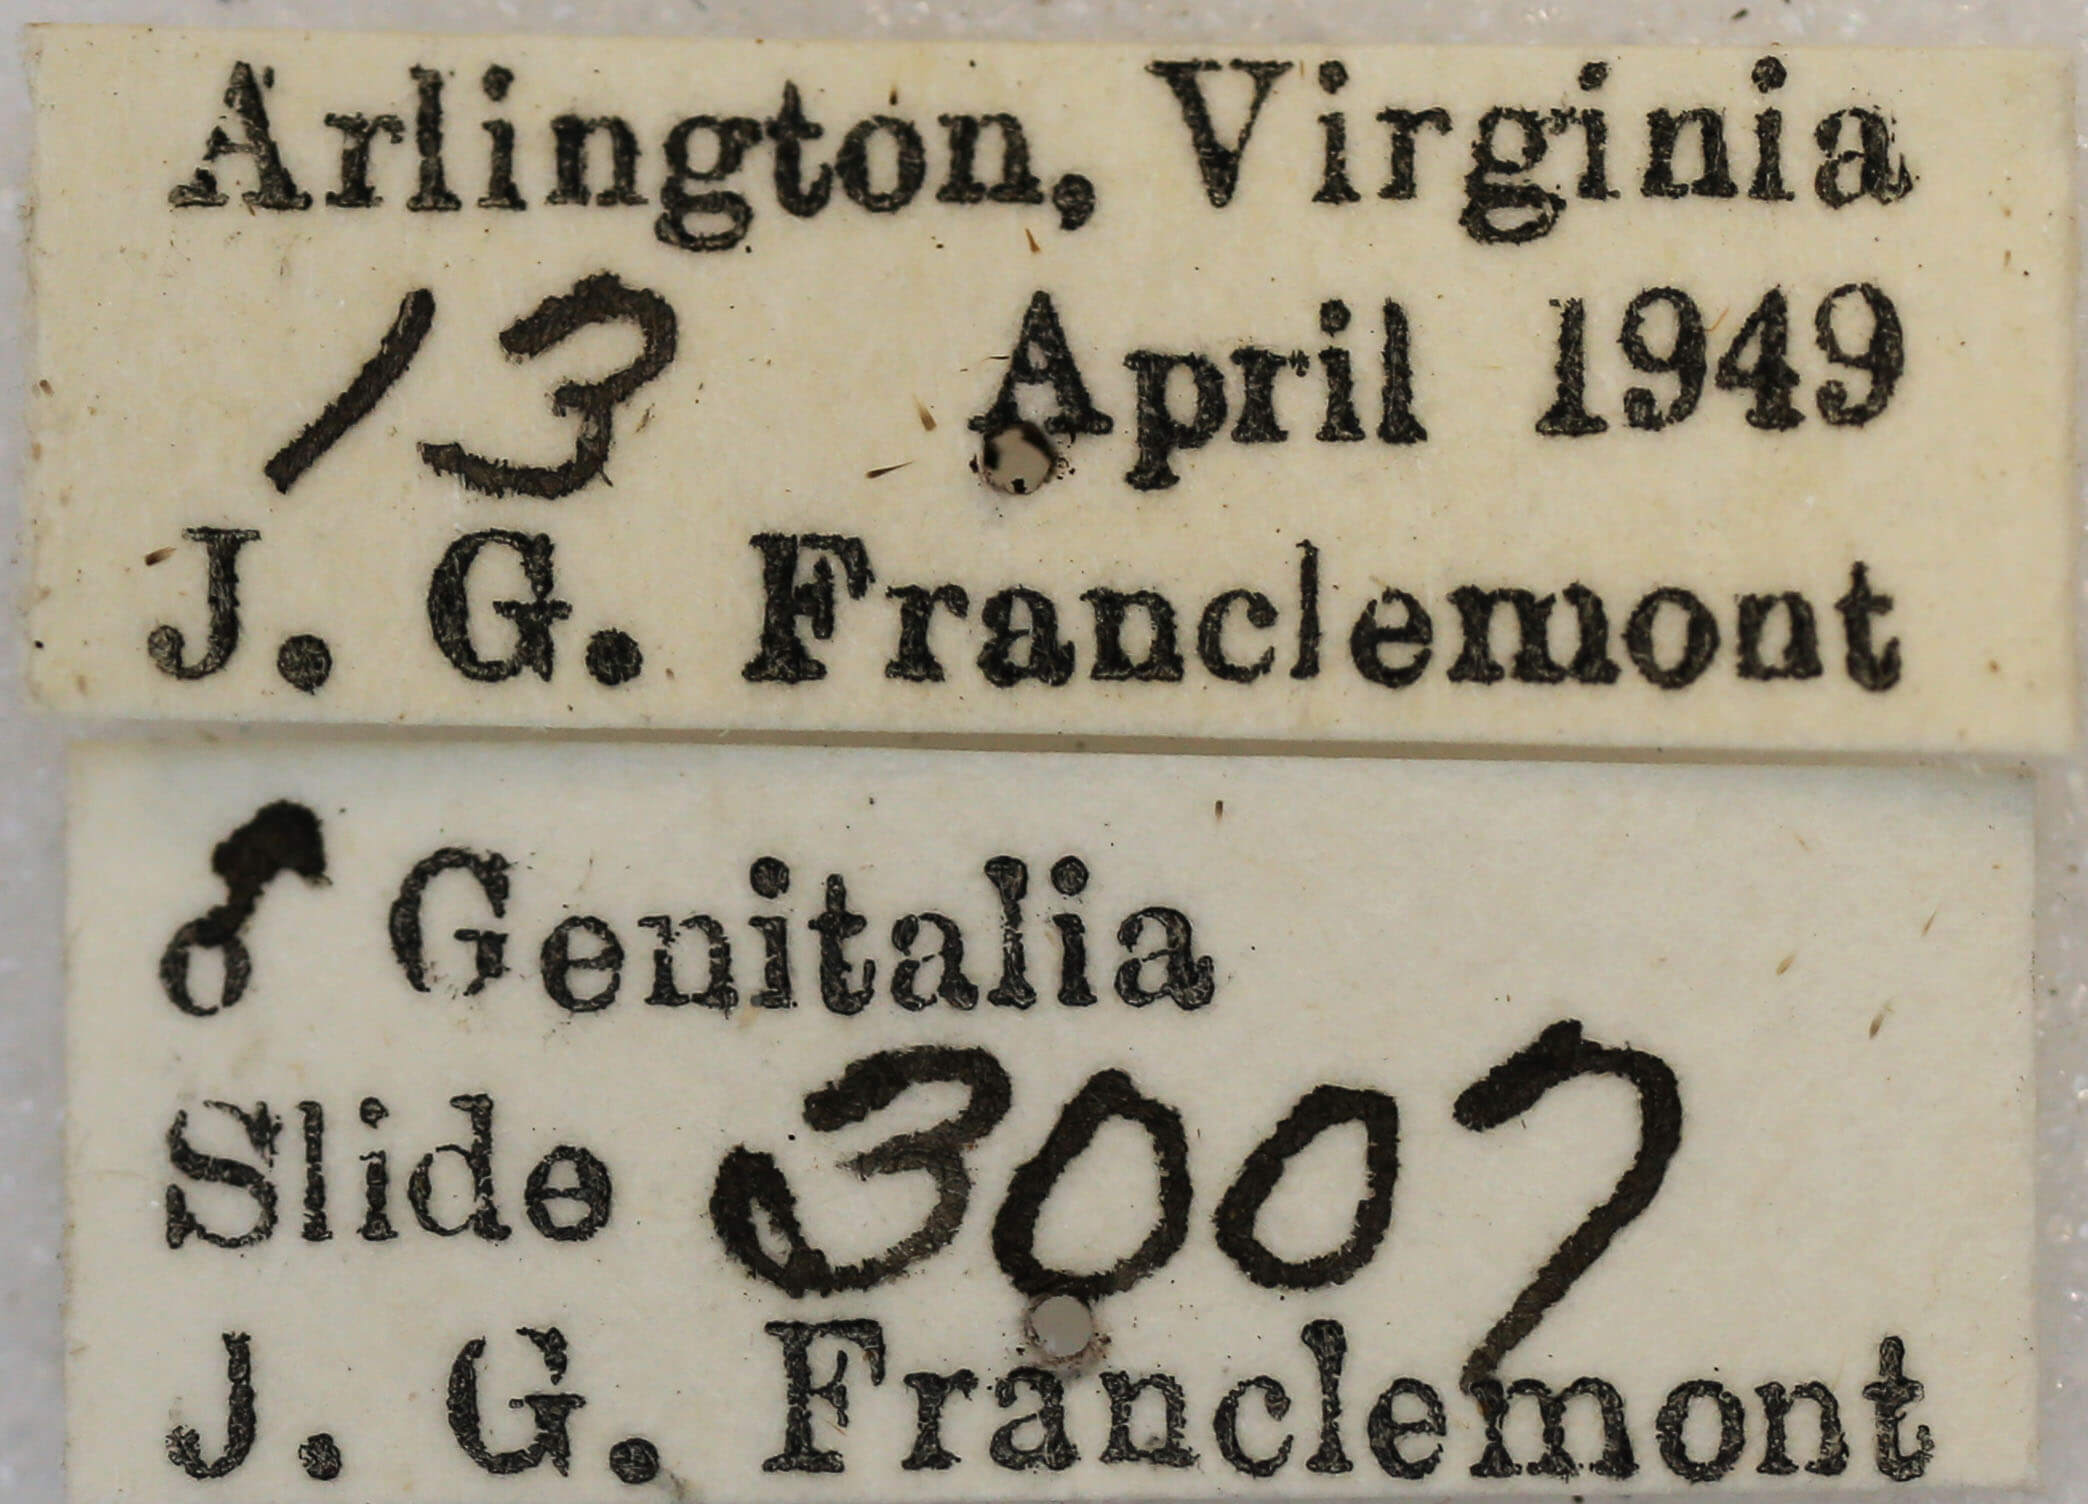 Arlington, Virginia
13 April 1949
J. G. Franclemont
♂ Genitalia
Slide 3007
J. G. Franclemont